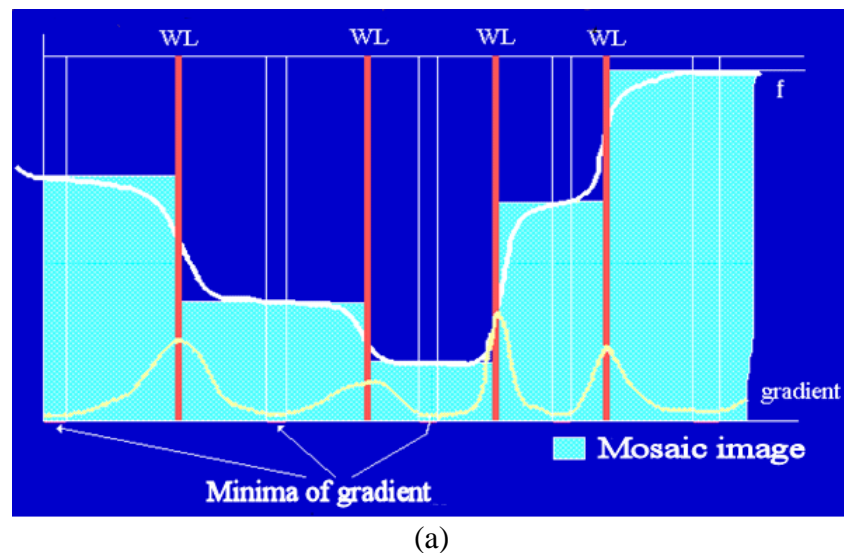 WL WL WL WL
f
gradient
Mosaic image
Minima of gradient
(a)